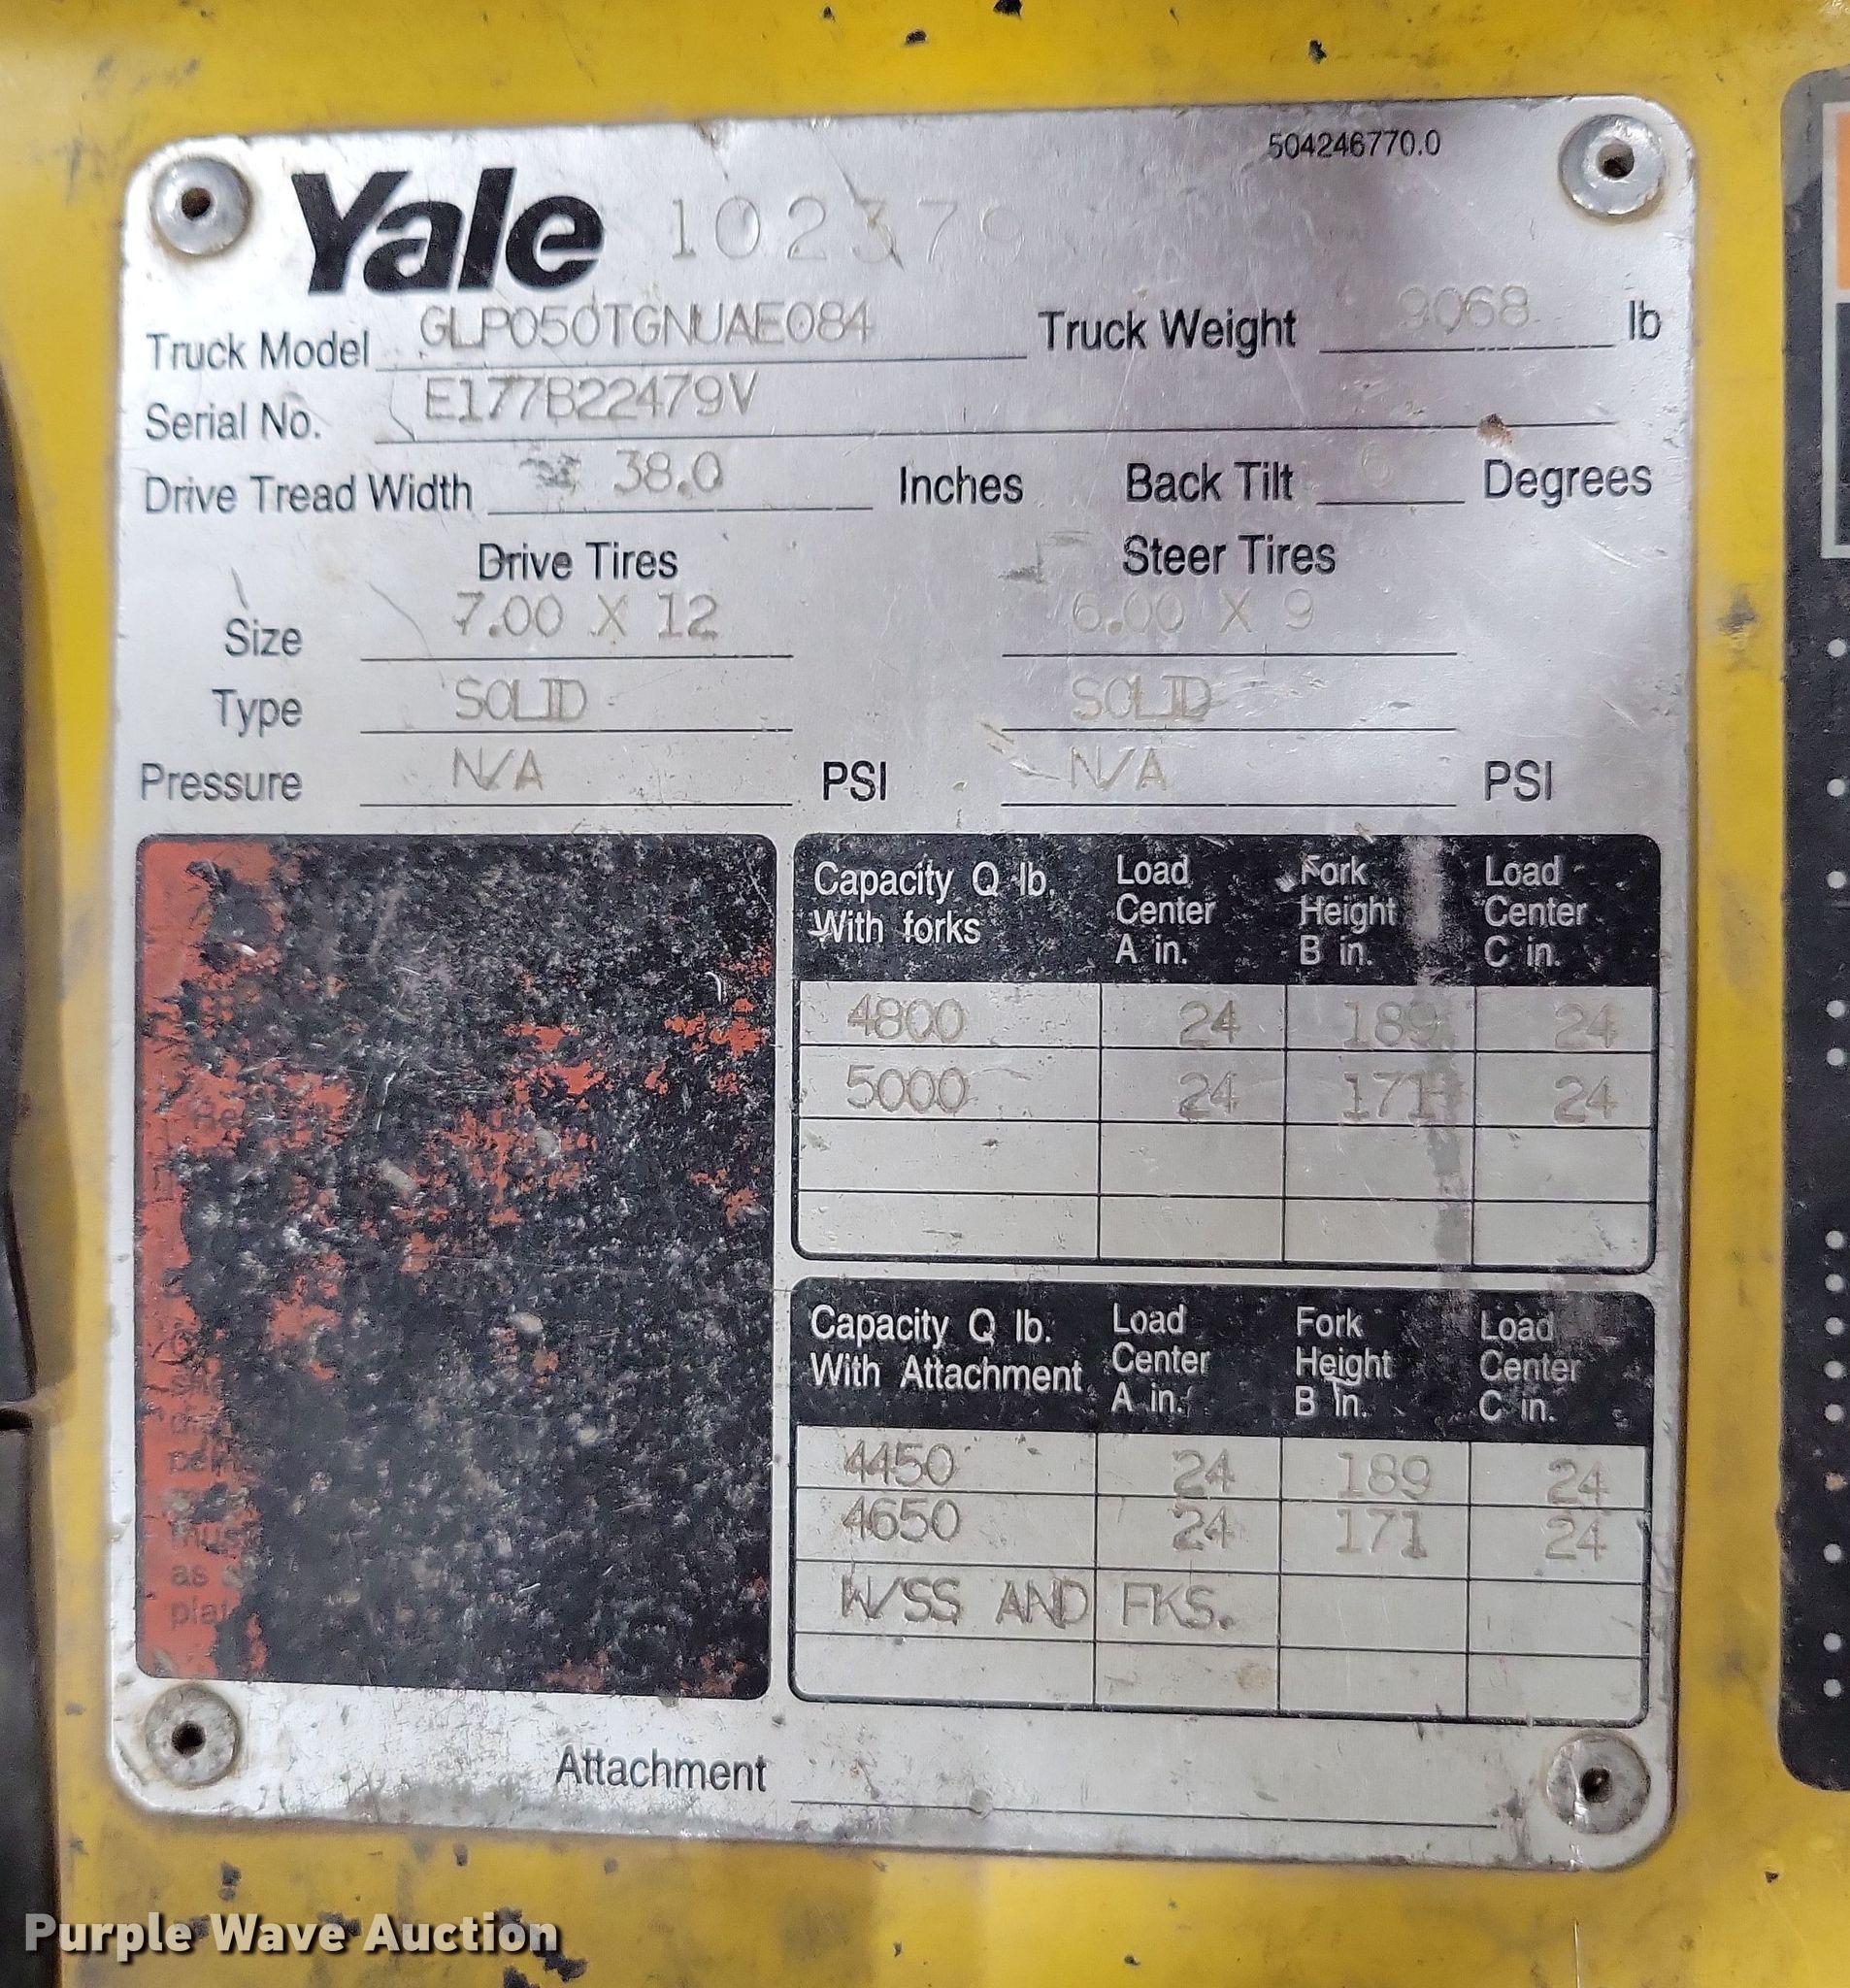 504246770.0
Yale 102379
Truck Model GLP050TGNUAE084 Truck Weight 9068 lb
Serial No. E177B22479V
Drive Tread Width 38.0 Inches Back Tilt 6 Degrees
Drive Tires Steer Tires
Size 7.00 X 12 6.00 X 9
Type SOLID SOLID
Pressure N/A PSI N/A PSI
Capacity Q lb. With forks Load Center A in. Fork Height B in. Load Center C in.
4800 24 189 24
5000 24 171 24
Capacity Q lb. With Attachment Load Center A in. Fork Height B in. Load Center C in.
4450 24 189 24
4650 24 171 24
W/SS AND FKS.
as
Attachment
Purple Wave Auction